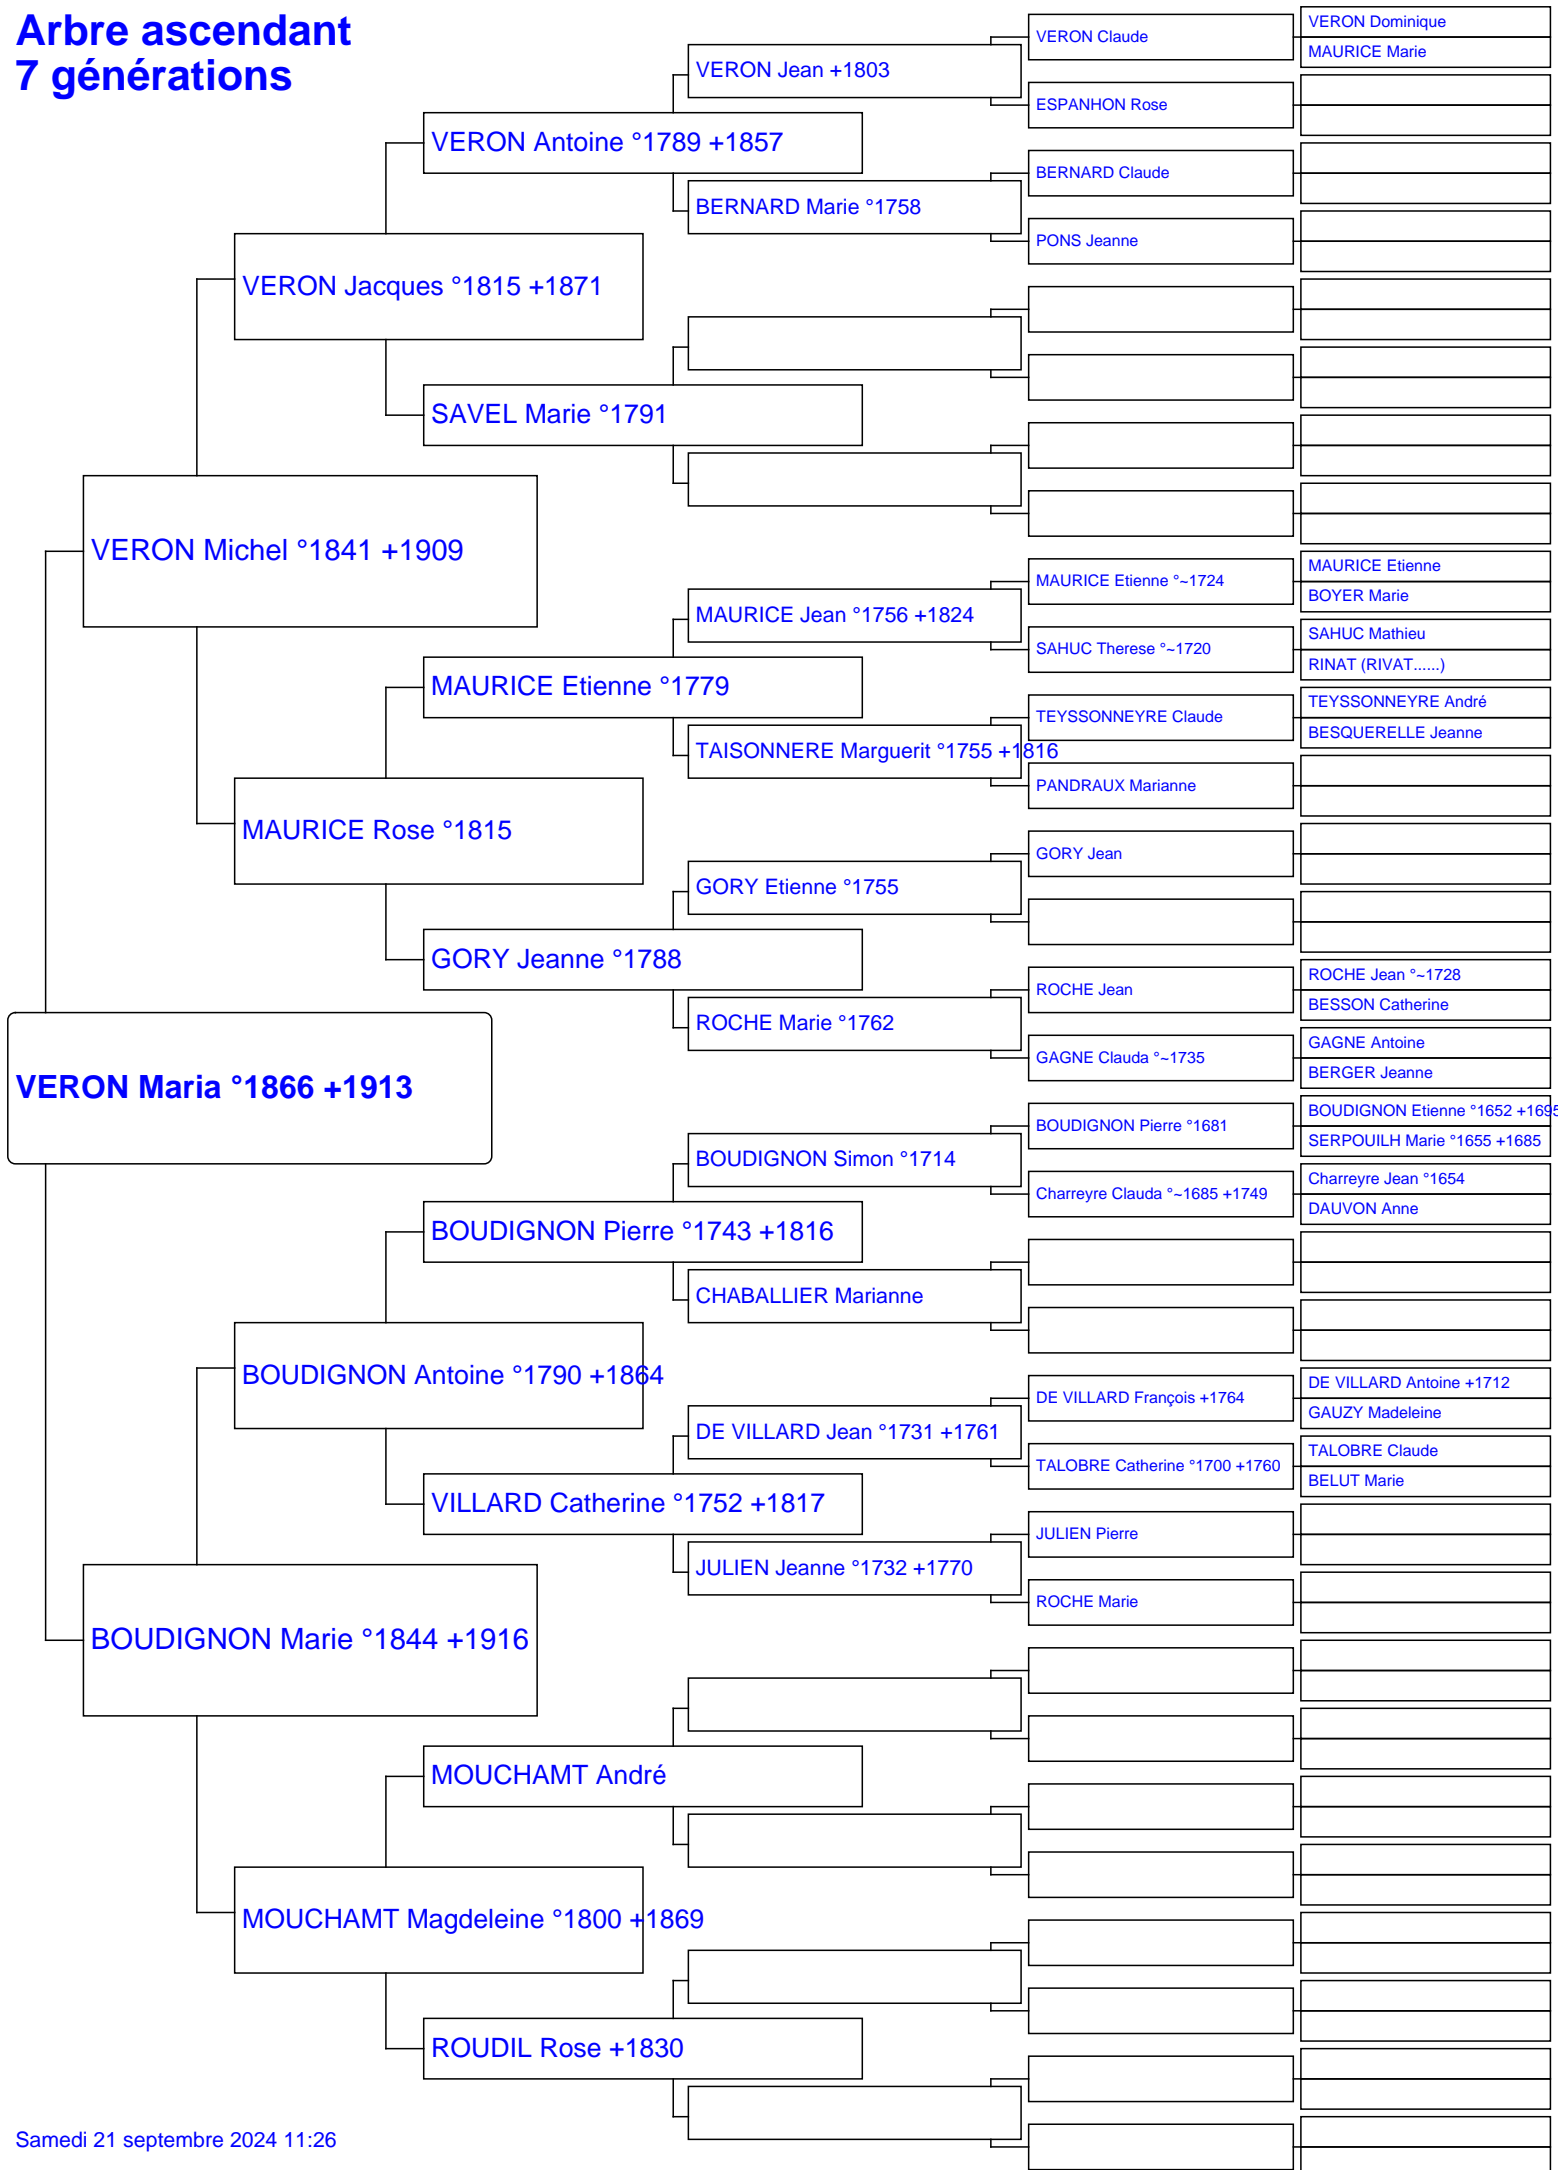 Arbre ascendant
7 générations
VERON Maria °1866 +1913
VERON Michel °1841 +1909
BOUDIGNON Marie °1844 +1916
VERON Jacques °1815 +1871
MAURICE Rose °1815
BOUDIGNON Antoine °1790 +1864
MOUCHAMT Magdeleine °1800 +1869
VERON Antoine °1789 +1857
SAVEL Marie °1791
MAURICE Etienne °1779
GORY Jeanne °1788
BOUDIGNON Pierre °1743 +1816
VILLARD Catherine °1752 +1817
MOUCHAMT André
ROUDIL Rose +1830
VERON Jean +1803
BERNARD Marie °1758
MAURICE Jean °1756 +1824
TAISONNERE Marguerit °1755 +1816
GORY Etienne °1755
ROCHE Marie °1762
BOUDIGNON Simon °1714
CHABALLIER Marianne
DE VILLARD Jean °1731 +1761
JULIEN Jeanne °1732 +1770
VERON Claude
ESPANHON Rose
BERNARD Claude
PONS Jeanne
MAURICE Etienne °~1724
SAHUC Therese °~1720
TEYSSONNEYRE Claude
PANDRAUX Marianne
GORY Jean
ROCHE Jean
GAGNE Clauda °~1735
BOUDIGNON Pierre °1681
Charreyre Clauda °~1685 +1749
DE VILLARD François +1764
TALOBRE Catherine °1700 +1760
JULIEN Pierre
ROCHE Marie
VERON Dominique
MAURICE Marie
MAURICE Etienne
BOYER Marie
SAHUC Mathieu
RINAT (RIVAT......)
TEYSSONNEYRE André
BESQUERELLE Jeanne
ROCHE Jean °~1728
BESSON Catherine
GAGNE Antoine
BERGER Jeanne
BOUDIGNON Etienne °1652 +1695
SERPOUILH Marie °1655 +1685
Charreyre Jean °1654
DAUVON Anne
DE VILLARD Antoine +1712
GAUZY Madeleine
TALOBRE Claude
BELUT Marie
Samedi 21 septembre 2024 11:26